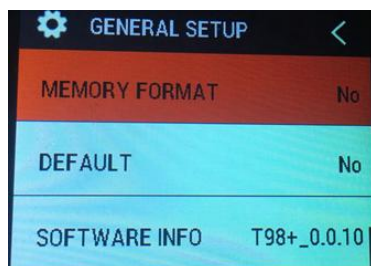 GENERAL SETUP
MEMORY FORMAT No
DEFAULT No
SOFTWARE INFO T98+_0.0.10